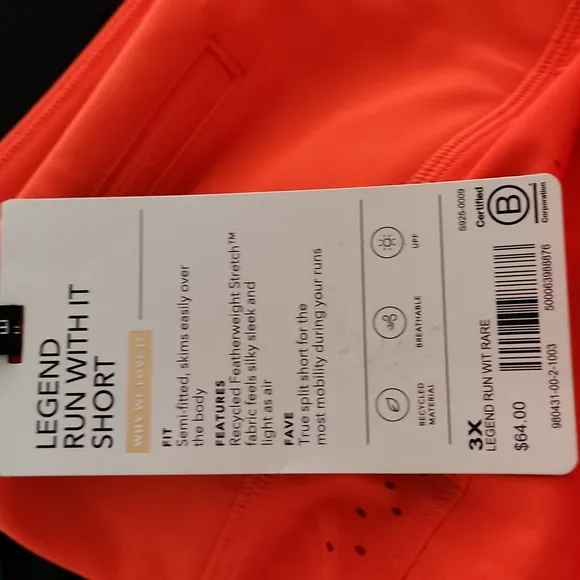 LEGEND
RUN WITH IT
SHORT
WHY WE LOVE IT
FIT
Semi-fitted, skims easily over
the body
FEATURES
Recycled Featherweight Stretch™
fabric feels silky sleek and
light as air
FAVE
True split short for the
most mobility during your runs
RECYCLED
MATERIAL
BREATHABLE
UPF
3X
LEGEND RUN WIT RARE
$64.00
S925-0009
Certified
B
Corporation
500063988876
980431-00-2-1003